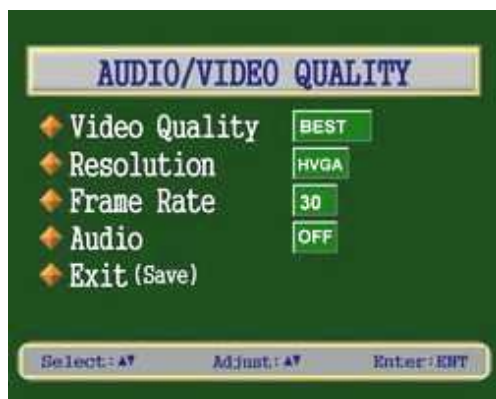 AUDIO/VIDEO QUALITY
Video Quality BEST
Resolution HVGA
Frame Rate 30
Audio OFF
Exit (Save)
Select:▲▼ Adjust:▲▼ Enter:ENT